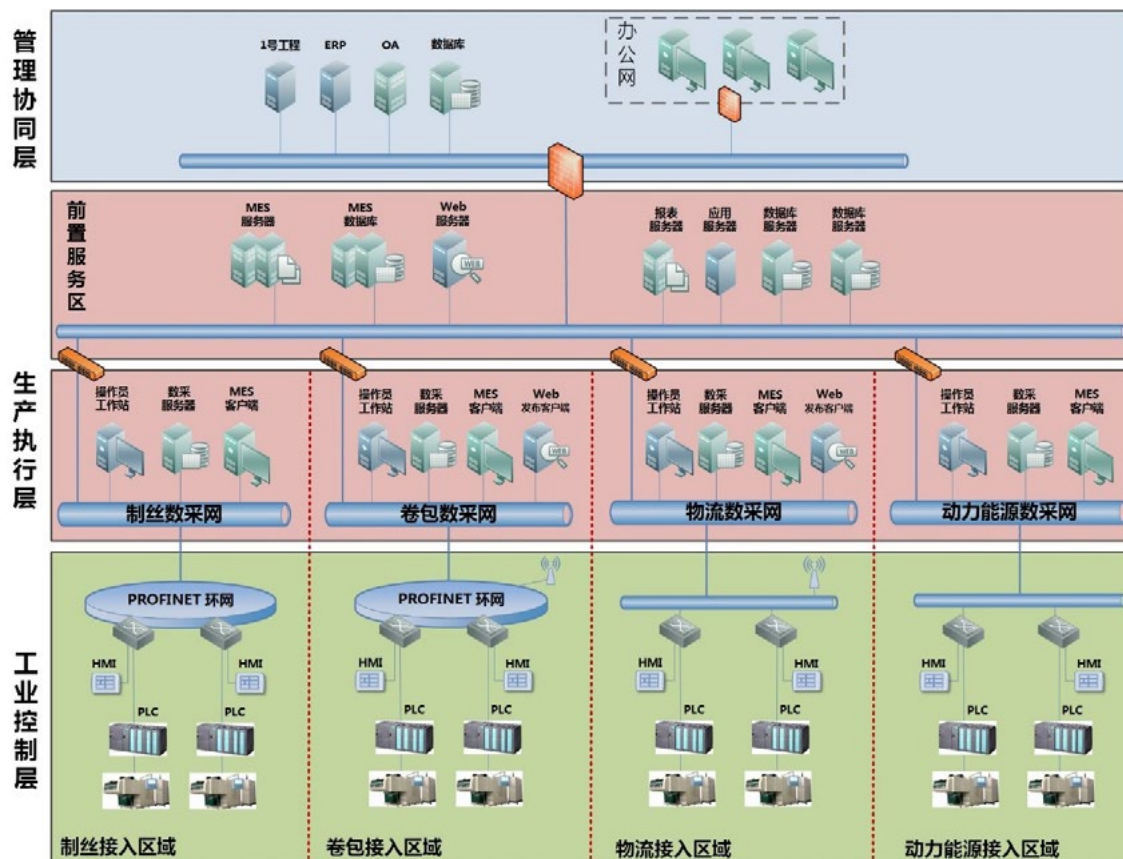 管理协同层
1号工程
ERP
OA
数据库
办公网
前置服务区
MES
服务器
MES
数据库
Web
服务器
WEB
报表
服务器
应用
服务器
数据库
服务器
数据库
服务器
生产执行层
操作员
工作站
数采
服务器
MES
客户端
操作员
工作站
数采
服务器
MES
客户端
Web
发布客户端
WEB
操作员
工作站
数采
服务器
MES
客户端
Web
发布客户端
WEB
操作员
工作站
数采
服务器
MES
客户端
制丝数采网
卷包数采网
物流数采网
动力能源数采网
工业控制层
PROFINET 环网
HMI
HMI
PLC
PLC
制丝接入区域
PROFINET 环网
HMI
HMI
PLC
PLC
卷包接入区域
HMI
HMI
PLC
PLC
物流接入区域
HMI
HMI
PLC
PLC
动力能源接入区域